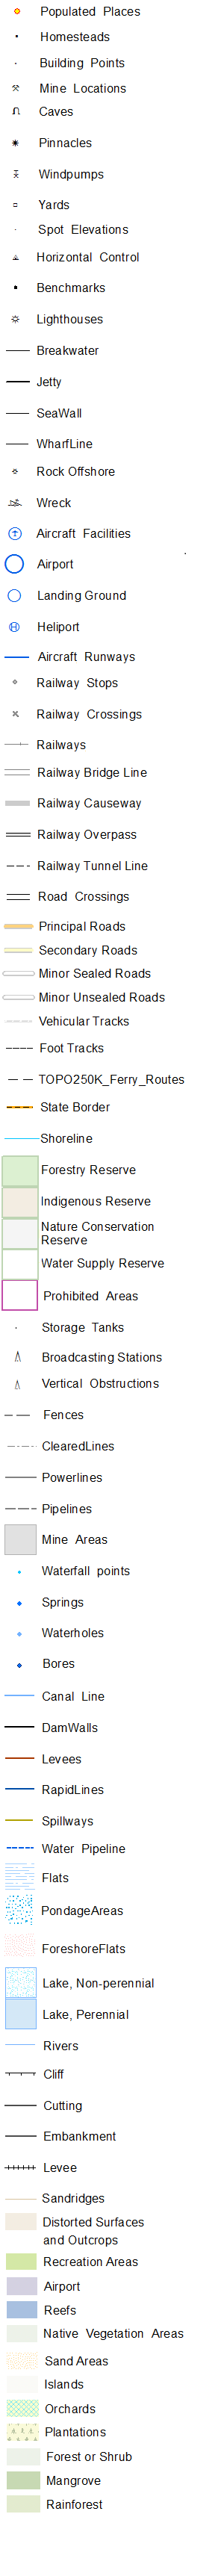 Populated Places
Homesteads
Building Points
Mine Locations
Caves
Pinnacles
Windpumps
Yards
Spot Elevations
Horizontal Control
Benchmarks
Lighthouses
Breakwater
Jetty
SeaWall
WharfLine
Rock Offshore
Wreck
Aircraft Facilities
Airport
Landing Ground
Heliport
Aircraft Runways
Railway Stops
Railway Crossings
Railways
Railway Bridge Line
Railway Causeway
Railway Overpass
Railway Tunnel Line
Road Crossings
Principal Roads
Secondary Roads
Minor Sealed Roads
Minor Unsealed Roads
Vehicular Tracks
Foot Tracks
TOPO250K_Ferry_Routes
State Border
Shoreline
Forestry Reserve
Indigenous Reserve
Nature Conservation
Reserve
Water Supply Reserve
Prohibited Areas
Storage Tanks
Broadcasting Stations
Vertical Obstructions
Fences
ClearedLines
Powerlines
Pipelines
Mine Areas
Waterfall points
Springs
Waterholes
Bores
Canal Line
DamWalls
Levees
RapidLines
Spillways
Water Pipeline
Flats
PondageAreas
ForeshoreFlats
Lake, Non-perennial
Lake, Perennial
Rivers
Cliff
Cutting
Embankment
Levee
Sandridges
Distorted Surfaces
and Outcrops
Recreation Areas
Airport
Reefs
Native Vegetation Areas
Sand Areas
Islands
Orchards
Plantations
Forest or Shrub
Mangrove
Rainforest